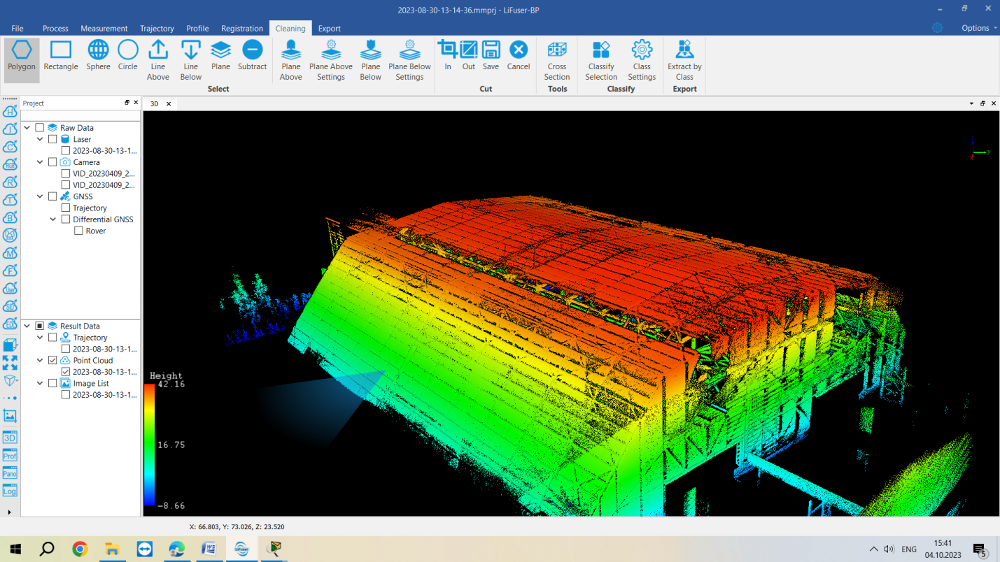 2023-08-30-13-14-36.mmprj - LiFuser-BP
File Process Measurement Trajectory Profile Registration Cleaning Export Options
Polygon Rectangle Sphere Circle Line Above Line Below Plane Subtract
Select
Plane Above Plane Above Settings Plane Below Plane Below Settings
In Out Save Cancel
Cut
Cross Section
Tools
Classify Selection Class Settings
Classify
Extract by Class
Export
Project
3D
Raw Data
Laser
2023-08-30-13-1...
Camera
VID_20230409_2...
VID_20230409_2...
GNSS
Trajectory
Differential GNSS
Rover
Result Data
Trajectory
2023-08-30-13-1...
Point Cloud
2023-08-30-13-1...
Image List
2023-08-30-13-1...
H
I
C
RGB
R
T
B
M
F
3D
Prof
Pano
Log
Height
42.16
16.75
-8.66
y
X: 66.803, Y: 73.026, Z: 23.520
LiFuser
ENG
15:41
04.10.2023
5